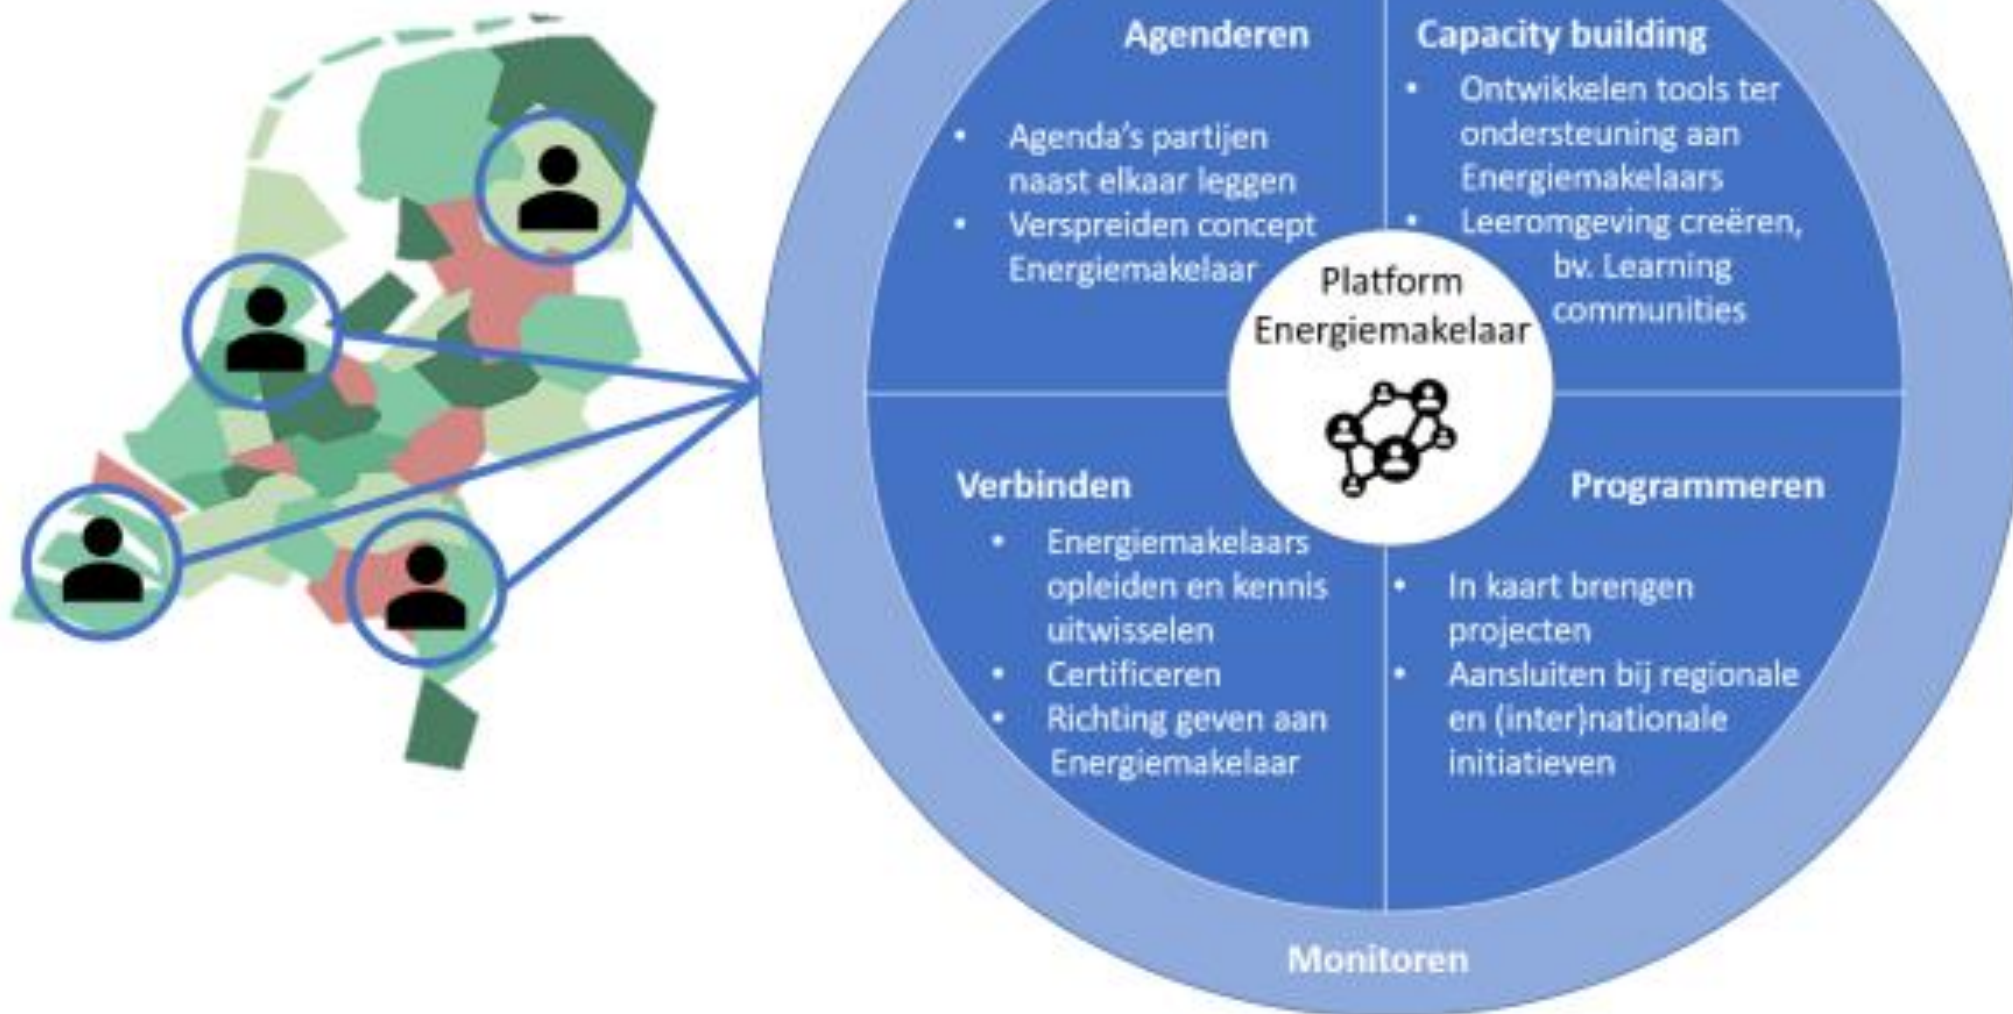 Agenderen
Agenda's partijen
naast elkaar leggen
Verspreiden concept
Energiemakelaar
Capacity building
Ontwikkelen tools ter
ondersteuning aan
Energiemakelaars
Leeromgeving creëren,
bv. Learning
communities
Platform
Energiemakelaar
Verbinden
Energiemakelaars
opleiden en kennis
uitwisselen
Certificeren
Richting geven aan
Energiemakelaar
Programmeren
In kaart brengen
projecten
Aansluiten bij regionale
en (inter)nationale
initiatieven
Monitoren